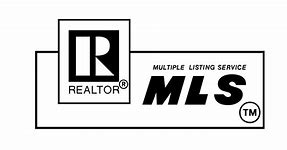 R
REALTOR®
MULTIPLE LISTING SERVICE
MLS
TM